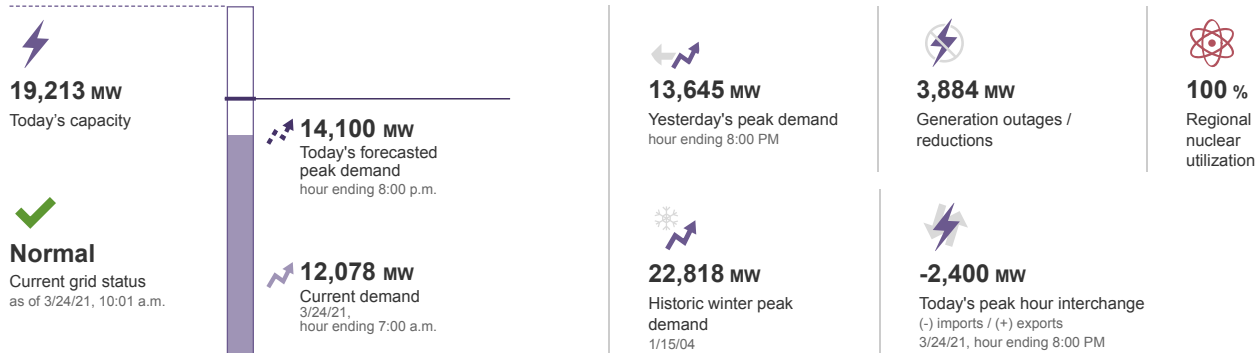 19,213 MW
Today's capacity
Normal
Current grid status
as of 3/24/21, 10:01 a.m.
14,100 MW
Today's forecasted
peak demand
hour ending 8:00 p.m.
12,078 MW
Current demand
3/24/21,
hour ending 7:00 a.m.
13,645 MW
Yesterday's peak demand
hour ending 8:00 PM
3,884 MW
Generation outages /
reductions
100 %
Regional
nuclear
utilization
22,818 MW
Historic winter peak
demand
1/15/04
-2,400 MW
Today's peak hour interchange
(-) imports / (+) exports
3/24/21, hour ending 8:00 PM